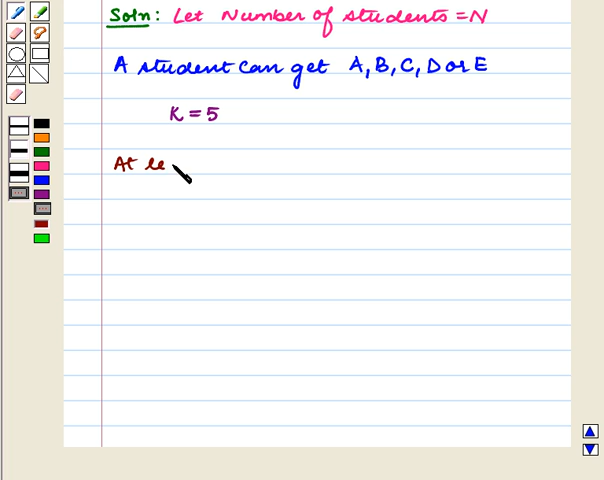 Soln: Let Number of students = N
A student can get A, B, C, D or E
K = 5
At le